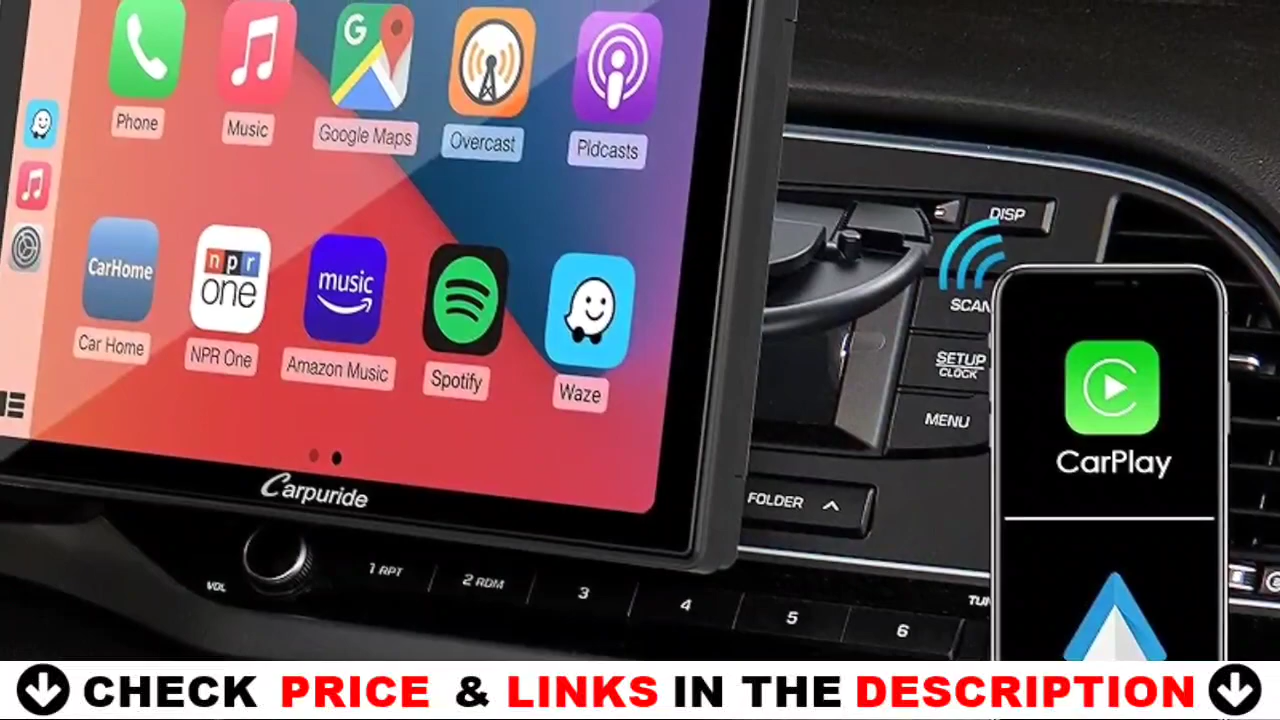 Phone
Music
Google Maps
Overcast
Pldcasts
CarHome
npr
one
music
Car Home
NPR One
Amazon Music
Spotify
Waze
Carpuride
DISP
SCAN
SETUP
CLOCK
MENU
FOLDER
CarPlay
VOL
1 RPT
2 RDM
3
4
5
6
TUN
CHECK PRICE & LINKS IN THE DESCRIPTION